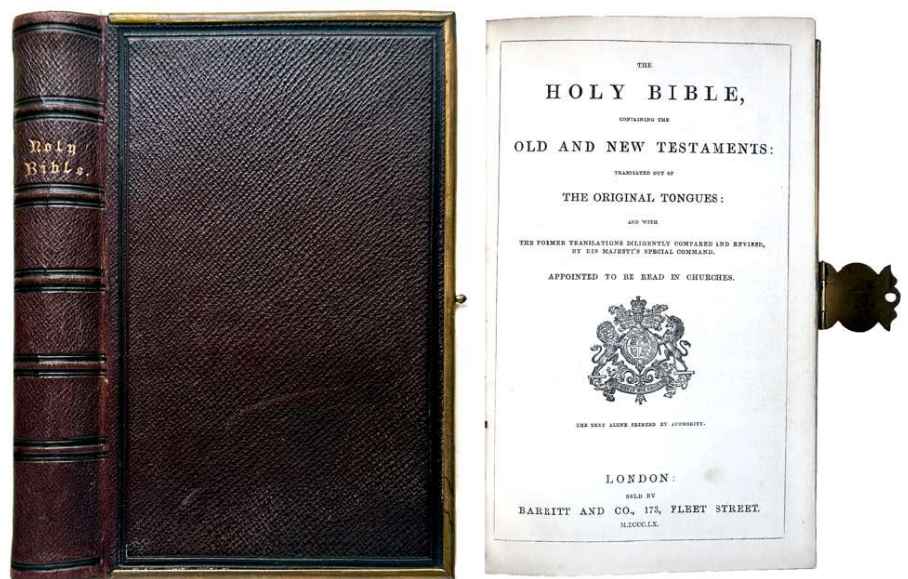 Holy
Bible.
THE
HOLY BIBLE,
CONTAINING THE
OLD AND NEW TESTAMENTS:
TRANSLATED OUT OF
THE ORIGINAL TONGUES:
AND WITH
THE FORMER TRANSLATIONS DILIGENTLY COMPARED AND REVISED,
BY HIS MAJESTY'S SPECIAL COMMAND.
APPOINTED TO BE READ IN CHURCHES.
THE TEXT ALONE PRINTED BY AUTHORITY.
LONDON:
SOLD BY
BARRITT AND CO., 173, FLEET STREET.
M.DCCC.LX.